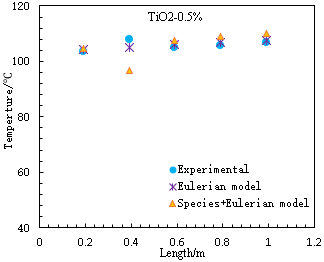 TiO2-0.5%
120
100
80
60
40
Temperture/℃
Experimental
Eulerian model
Species+Eulerian model
0 0.2 0.4 0.6 0.8 1 1.2
Length/m